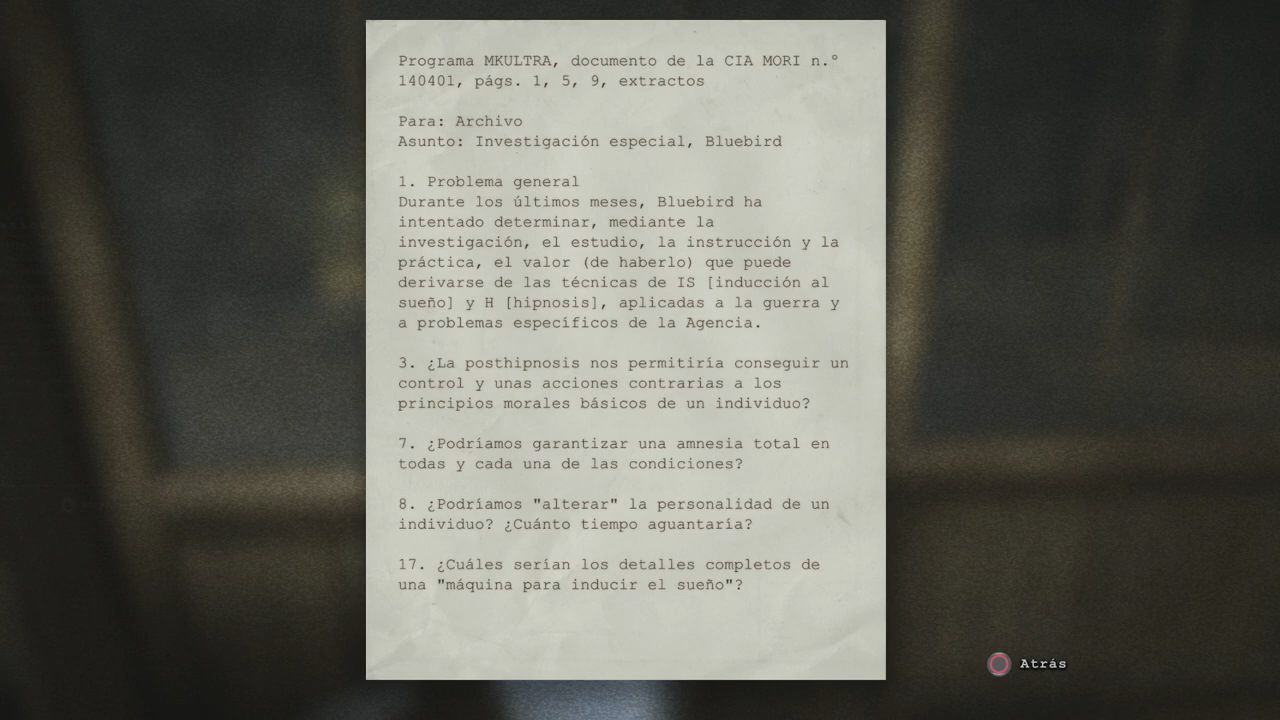 Programa MKULTRA, documento de la CIA MORI n.º
140401, págs. 1, 5, 9, extractos
Para: Archivo
Asunto: Investigación especial, Bluebird
1. Problema general
Durante los últimos meses, Bluebird ha
intentado determinar, mediante la
investigación, el estudio, la instrucción y la
práctica, el valor (de haberlo) que puede
derivarse de las técnicas de IS [inducción al
sueño] y H [hipnosis], aplicadas a la guerra y
a problemas específicos de la Agencia.
3. ¿La posthipnosis nos permitiría conseguir un
control y unas acciones contrarias a los
principios morales básicos de un individuo?
7. ¿Podríamos garantizar una amnesia total en
todas y cada una de las condiciones?
8. ¿Podríamos "alterar" la personalidad de un
individuo? ¿Cuánto tiempo aguantaría?
17. ¿Cuáles serían los detalles completos de
una "máquina para inducir el sueño"?
Atrás